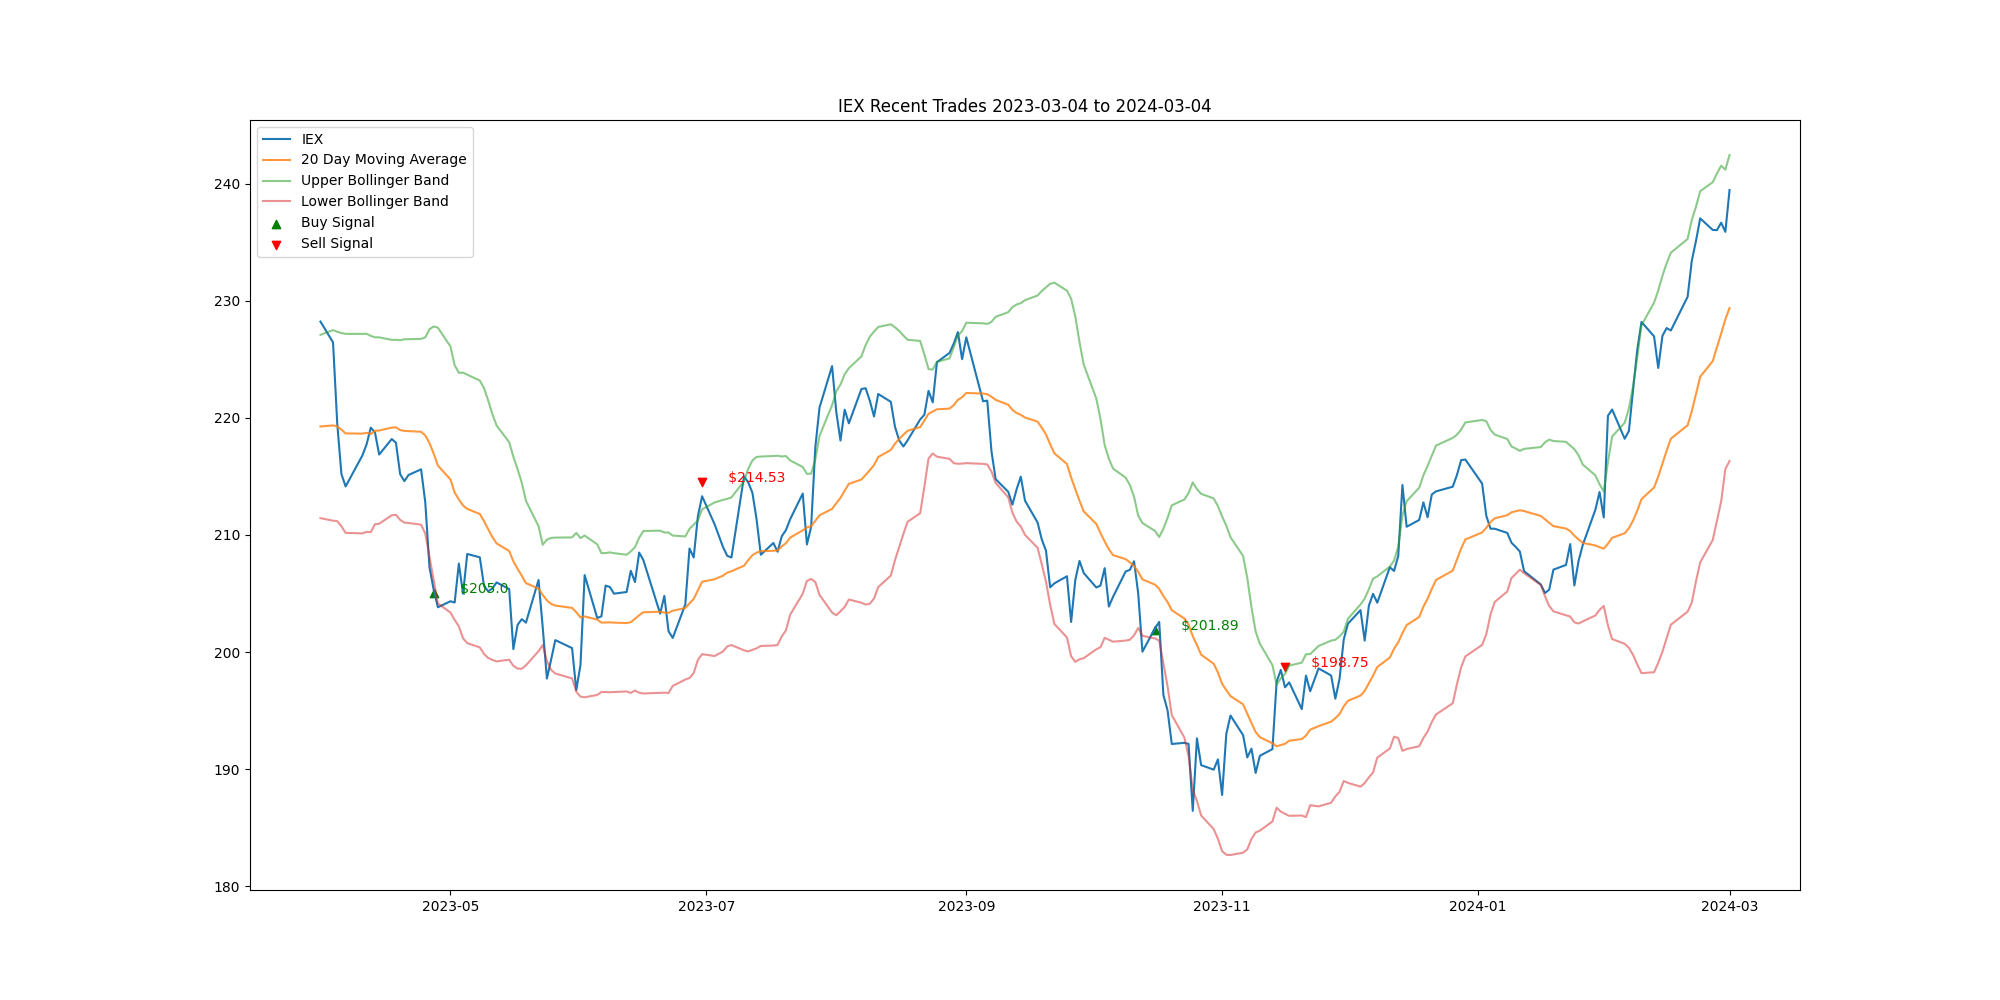 IEX Recent Trades 2023-03-04 to 2024-03-04
IEX
20 Day Moving Average
Upper Bollinger Band
Lower Bollinger Band
Buy Signal
Sell Signal
240
230
220
210
200
190
180
$205.0
$214.53
$201.89
$198.75
2023-05
2023-07
2023-09
2023-11
2024-01
2024-03